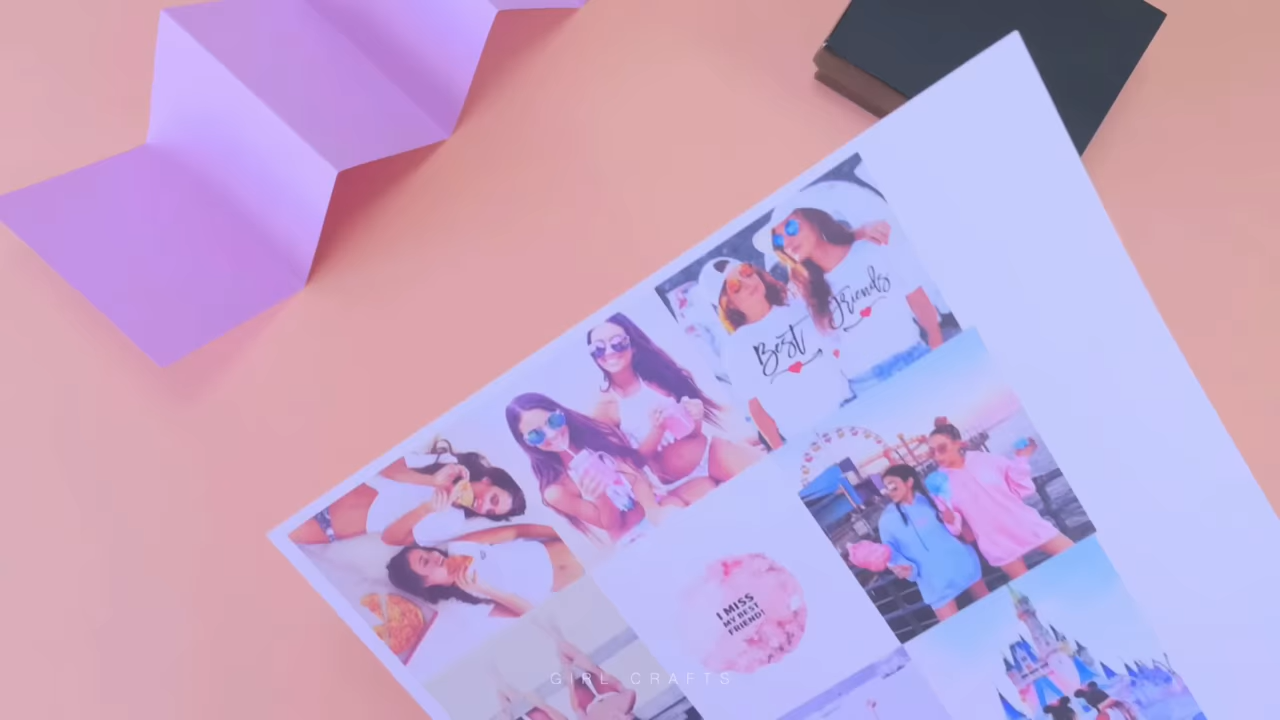 Best
Friends
I MISS
MY BEST
FRIEND!
GIRL CRAFTS